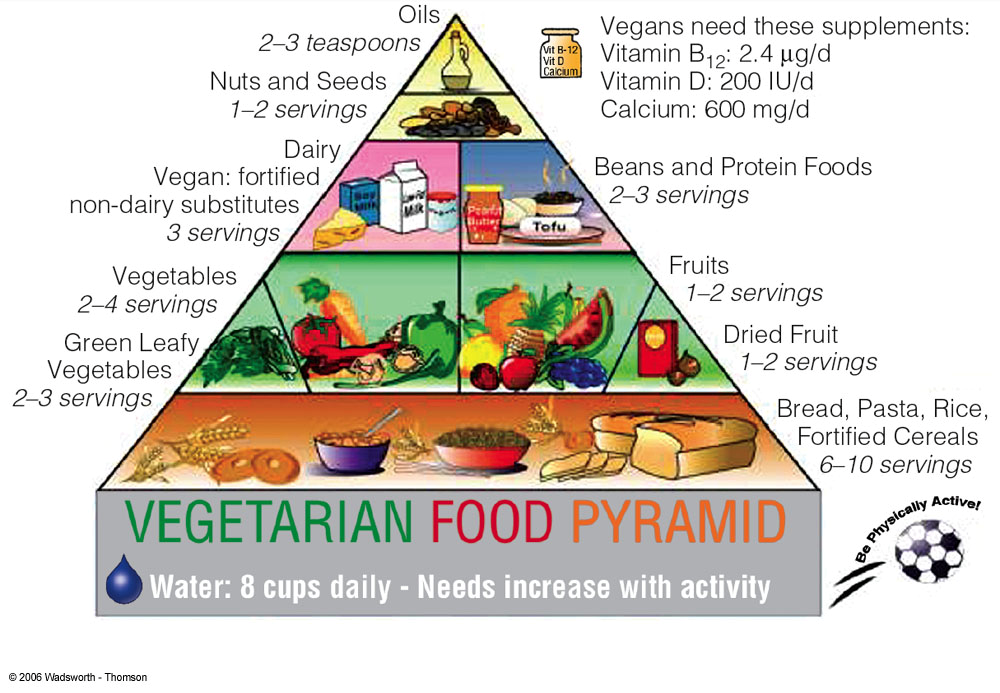 Oils
2–3 teaspoons
Nuts and Seeds
1–2 servings
Dairy
Vegan: fortified
non-dairy substitutes
3 servings
Vegetables
2–4 servings
Green Leafy
Vegetables
2–3 servings
Vit B-12
Vit D
Calcium
Vegans need these supplements:
Vitamin B₁₂: 2.4 µg/d
Vitamin D: 200 IU/d
Calcium: 600 mg/d
Beans and Protein Foods
2–3 servings
Fruits
1–2 servings
Dried Fruit
1–2 servings
Bread, Pasta, Rice,
Fortified Cereals
6–10 servings
Soy
Milk
Milk
Peanut
Butter
Tofu
VEGETARIAN FOOD PYRAMID
Water: 8 cups daily - Needs increase with activity
Be Physically Active!
© 2006 Wadsworth - Thomson